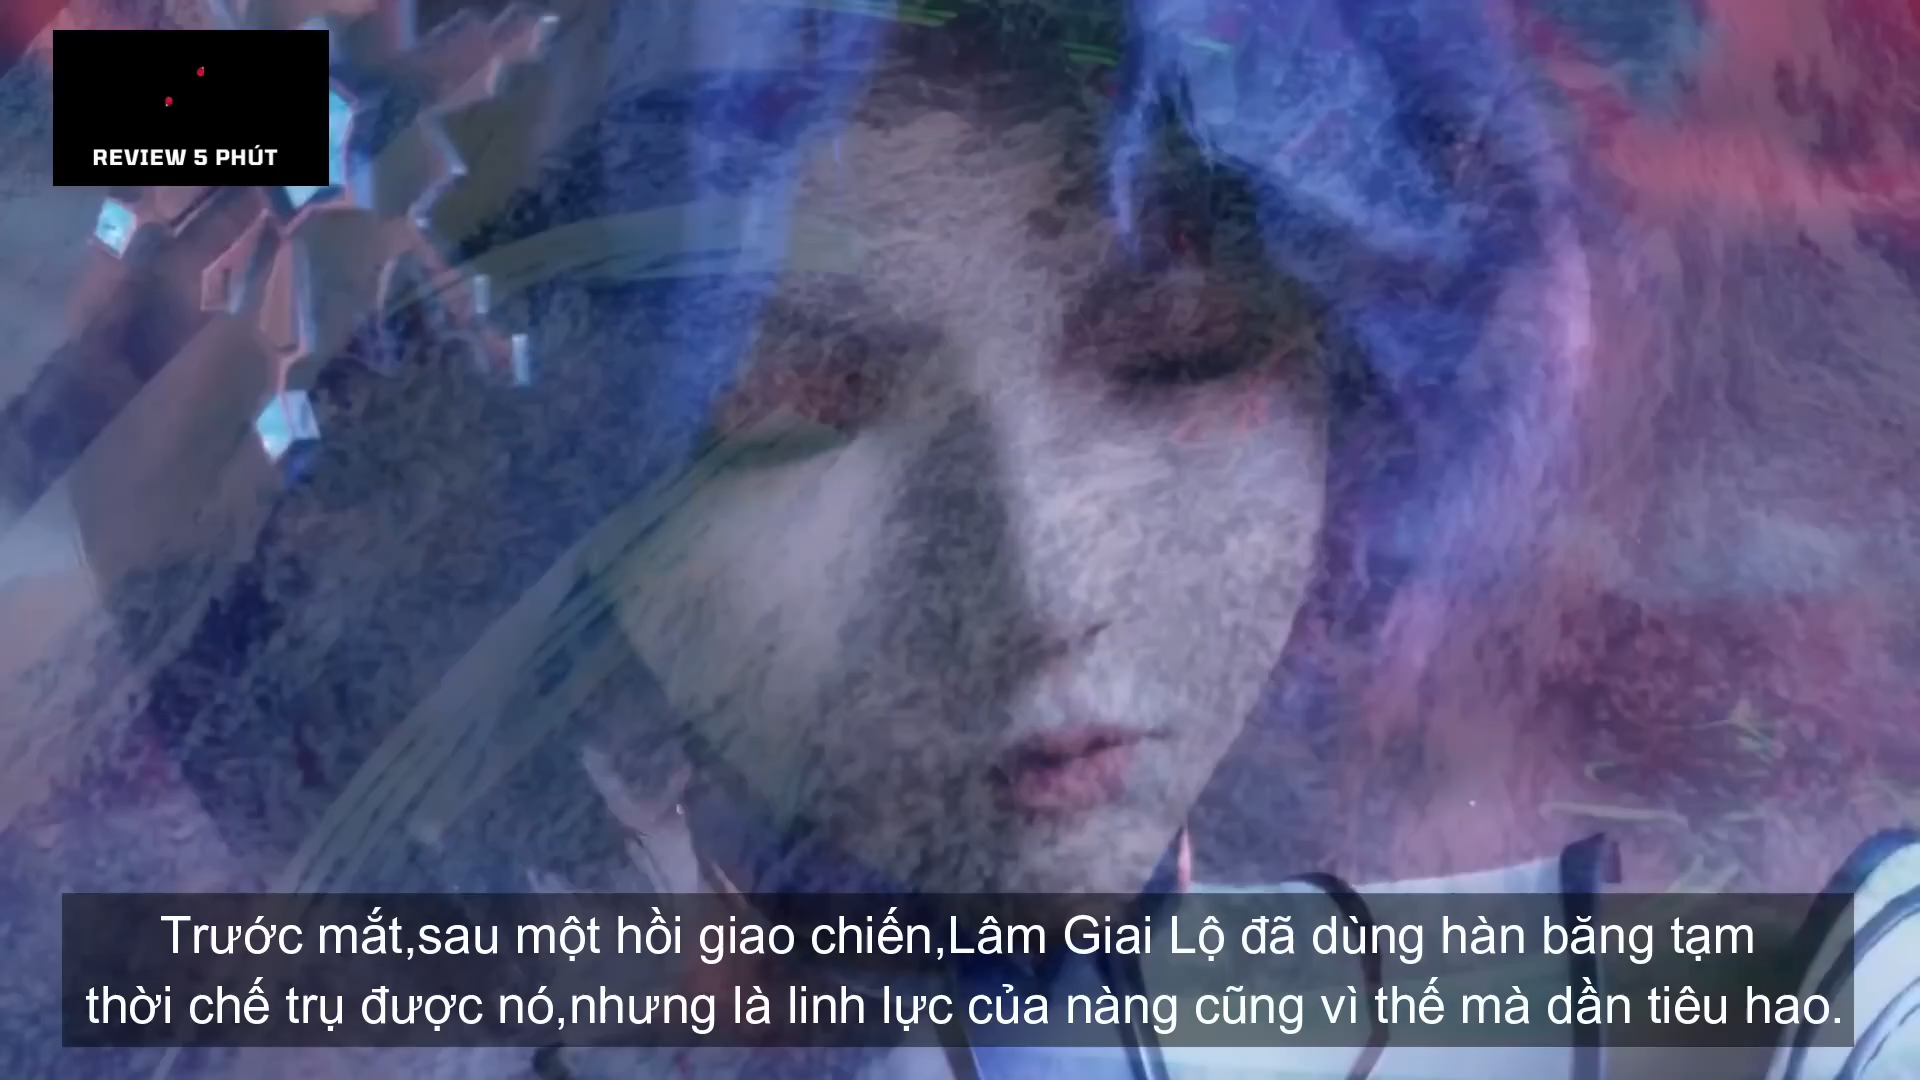 REVIEW 5 PHÚT
Trước mắt,sau một hồi giao chiến,Lâm Giai Lộ đã dùng hàn băng tạm
thời chế trụ được nó,nhưng là linh lực của nàng cũng vì thế mà dần tiêu hao.